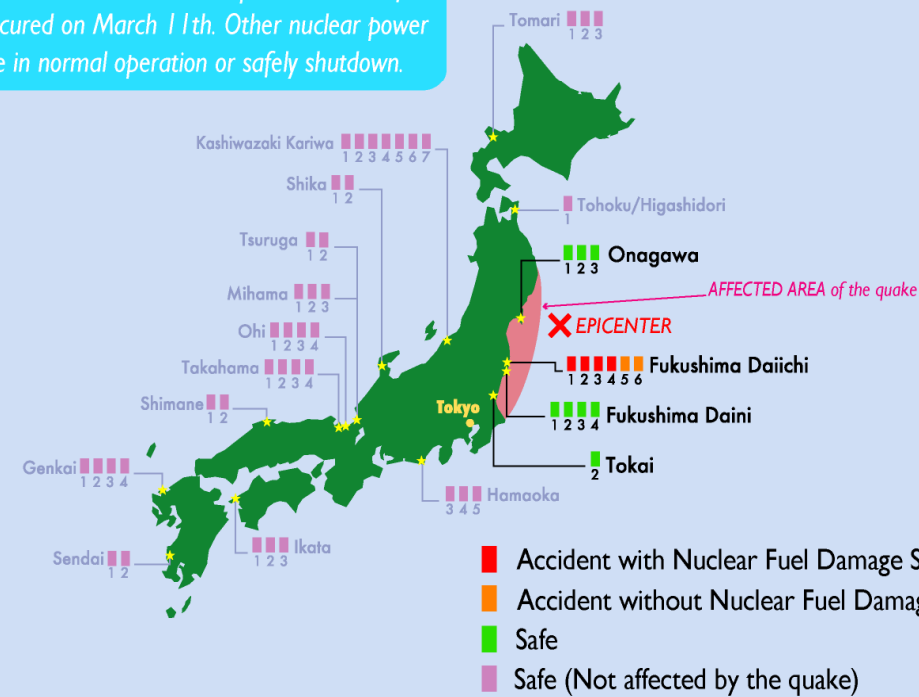 cured on March 11th. Other nuclear power
e in normal operation or safely shutdown.
Tomari
1 2 3
Kashiwazaki Kariwa
1 2 3 4 5 6 7
Shika
1 2
Tohoku/Higashidori
1
Tsuruga
1 2
Onagawa
1 2 3
Mihama
1 2 3
AFFECTED AREA of the quake
Ohi
1 2 3 4
EPICENTER
Takahama
1 2 3 4
Fukushima Daiichi
1 2 3 4 5 6
Shimane
1 2
Tokyo
Fukushima Daini
1 2 3 4
Tokai
2
Genkai
1 2 3 4
Hamaoka
3 4 5
Ikata
1 2 3
Sendai
1 2
Accident with Nuclear Fuel Damage S
Accident without Nuclear Fuel Damag
Safe
Safe (Not affected by the quake)